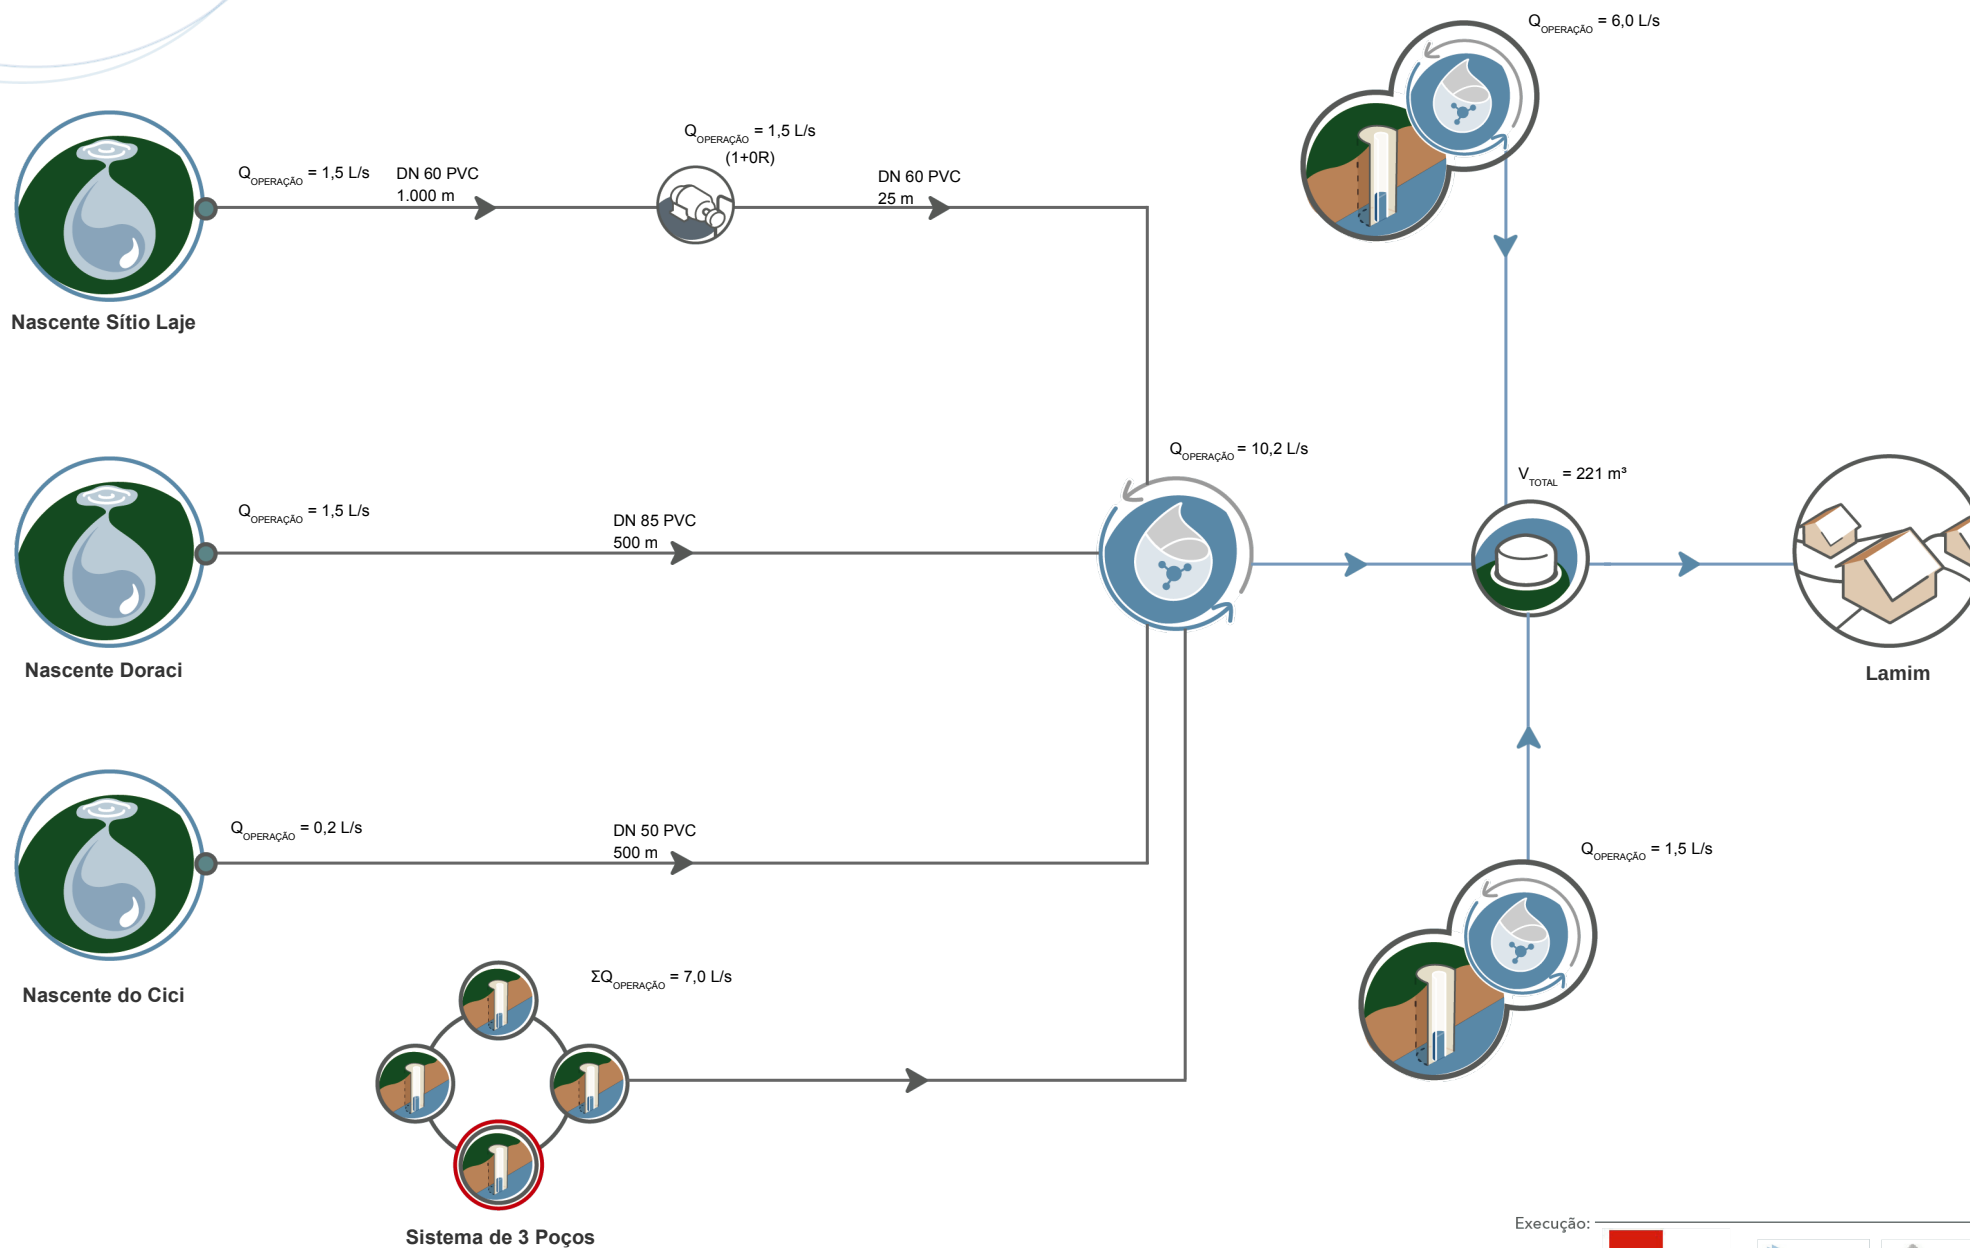 Q OPERAÇÃO = 6,0 L/s
Q OPERAÇÃO = 1,5 L/s
(1+0R)
Q OPERAÇÃO = 1,5 L/s
DN 60 PVC
1.000 m
DN 60 PVC
25 m
Nascente Sítio Laje
Q OPERAÇÃO = 10,2 L/s
V TOTAL = 221 m³
Q OPERAÇÃO = 1,5 L/s
DN 85 PVC
500 m
Nascente Doraci
Lamim
Q OPERAÇÃO = 0,2 L/s
DN 50 PVC
500 m
Q OPERAÇÃO = 1,5 L/s
Nascente do Cici
ΣQ OPERAÇÃO = 7,0 L/s
Sistema de 3 Poços
Execução: